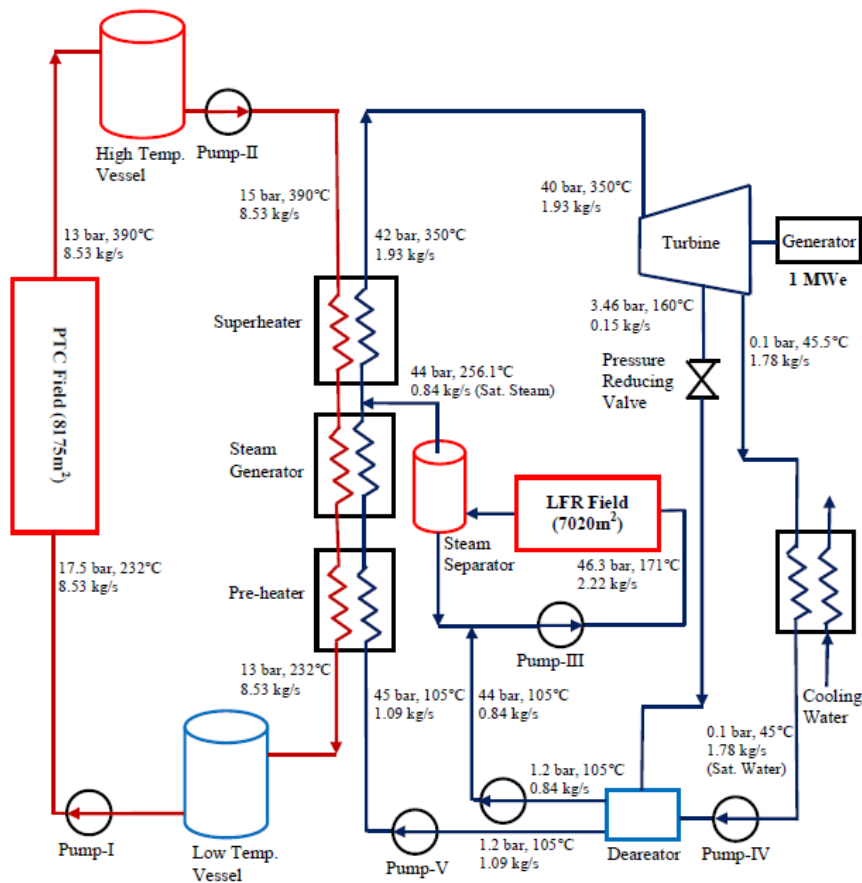 High Temp.
Vessel
Pump-II
13 bar, 390°C
8.53 kg/s
15 bar, 390°C
8.53 kg/s
42 bar, 350°C
1.93 kg/s
40 bar, 350°C
1.93 kg/s
Turbine
Generator
1 MWe
3.46 bar, 160°C
0.15 kg/s
0.1 bar, 45.5°C
1.78 kg/s
Pressure
Reducing
Valve
PTC Field (8175m²)
Superheater
44 bar, 256.1°C
0.84 kg/s (Sat. Steam)
Steam
Generator
LFR Field
(7020m²)
Steam
Separator
46.3 bar, 171°C
2.22 kg/s
17.5 bar, 232°C
8.53 kg/s
Pre-heater
Pump-III
13 bar, 232°C
8.53 kg/s
45 bar, 105°C
1.09 kg/s
44 bar, 105°C
0.84 kg/s
Cooling
Water
0.1 bar, 45°C
1.78 kg/s
(Sat. Water)
1.2 bar, 105°C
0.84 kg/s
Pump-I
Low Temp.
Vessel
Pump-V
1.2 bar, 105°C
1.09 kg/s
Deareator
Pump-IV